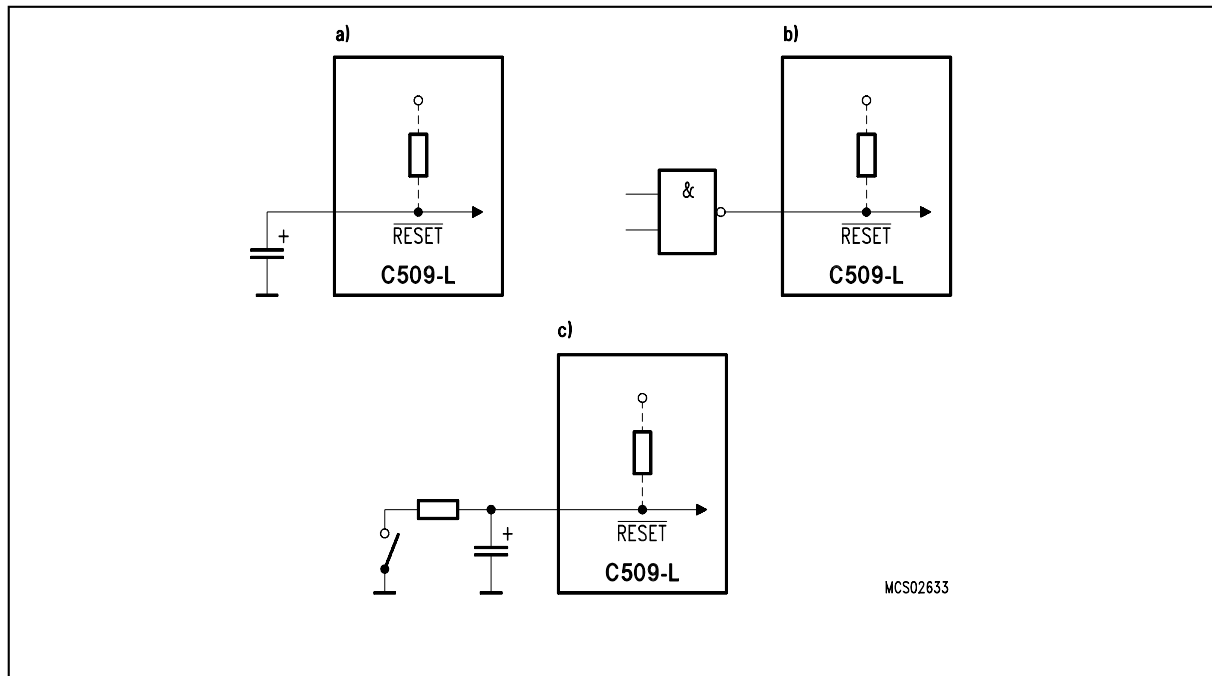 a)
+
RESET
C509-L
b)
&
RESET
C509-L
c)
+
RESET
C509-L
MCS02633